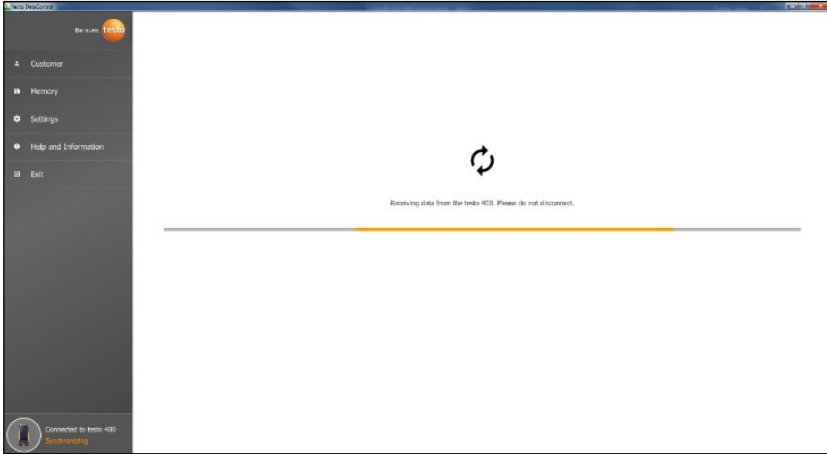 testo DataControl
Be sure. testo
Customer
Memory
Settings
Help and Information
Exit
Receiving data from the testo 400. Please do not disconnect.
Connected to testo 400
Synchronizing